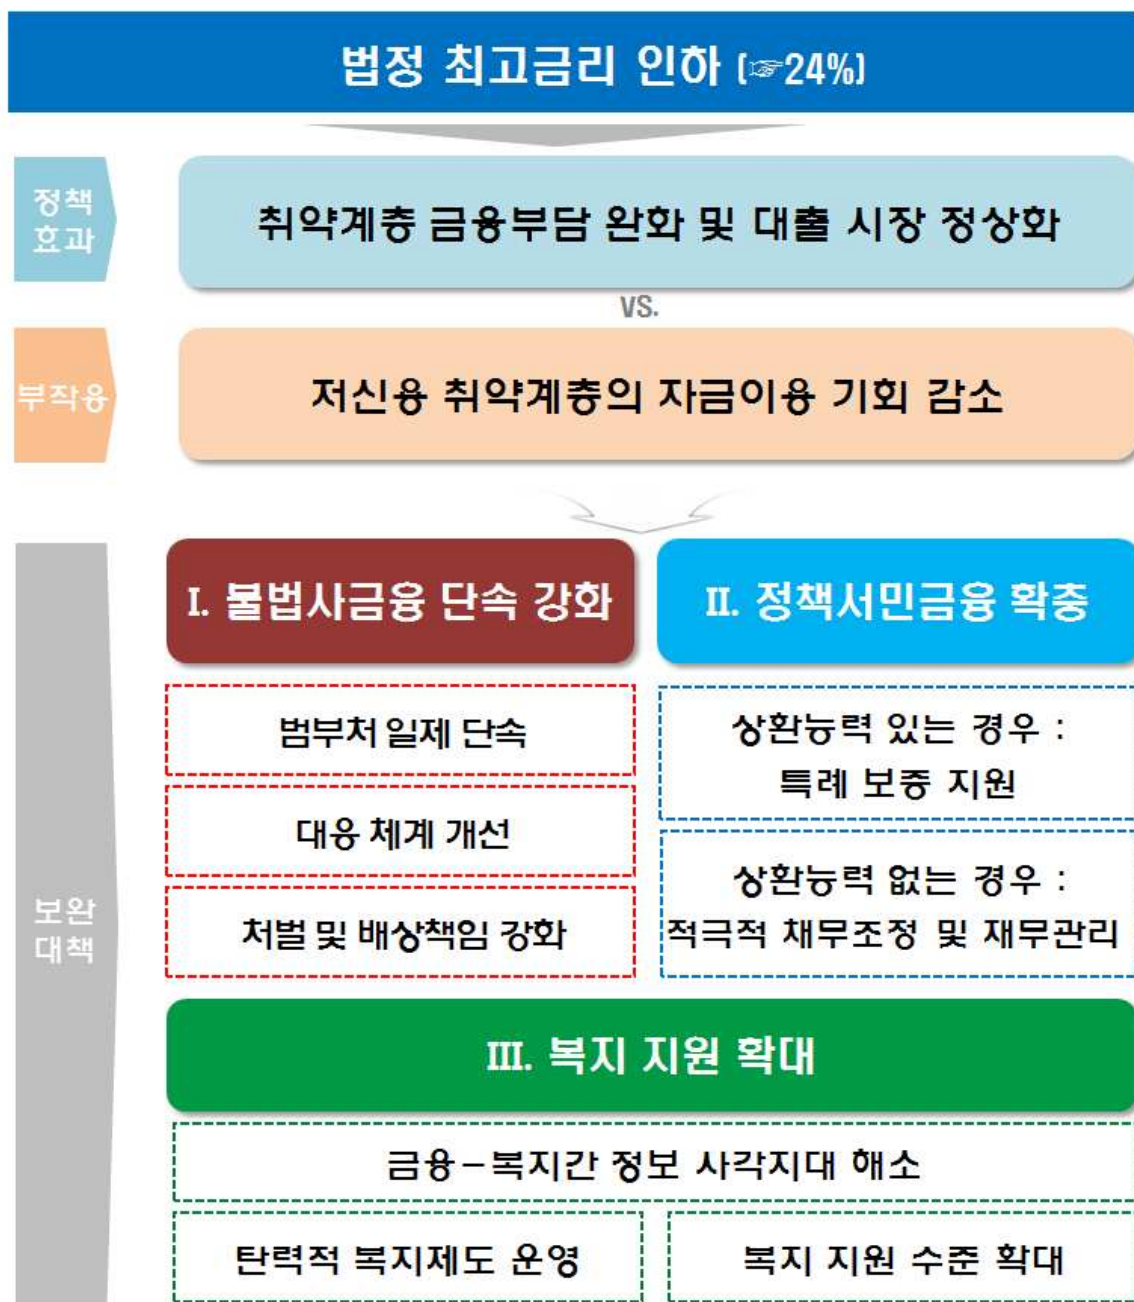 법정 최고금리 인하 (☞24%)
정책
효과
취약계층 금융부담 완화 및 대출 시장 정상화
VS.
부작용
저신용 취약계층의 자금이용 기회 감소
보완
대책
I. 불법사금융 단속 강화
범부처 일제 단속
대응 체계 개선
처벌 및 배상책임 강화
II. 정책서민금융 확충
상환능력 있는 경우 :
특례 보증 지원
상환능력 없는 경우 :
적극적 채무조정 및 재무관리
III. 복지 지원 확대
금융-복지간 정보 사각지대 해소
탄력적 복지제도 운영
복지 지원 수준 확대